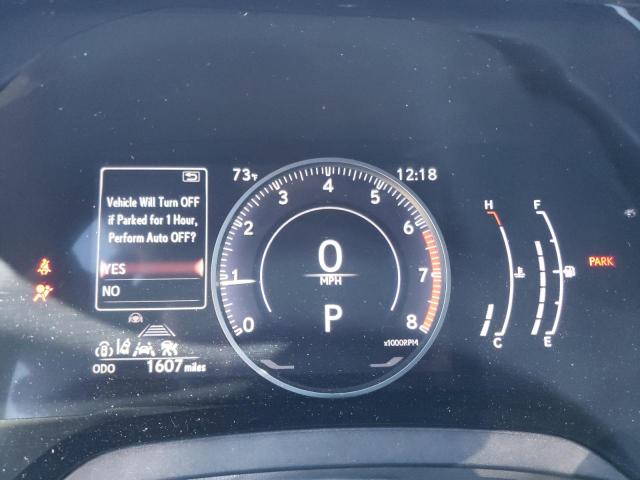 73°F
12:18
Vehicle Will Turn OFF
if Parked for 1 Hour,
Perform Auto OFF?
YES
NO
0
1
2
3
4
5
6
7
8
0
MPH
P
x1000RPM
H
C
F
E
PARK
ODO 1607 miles